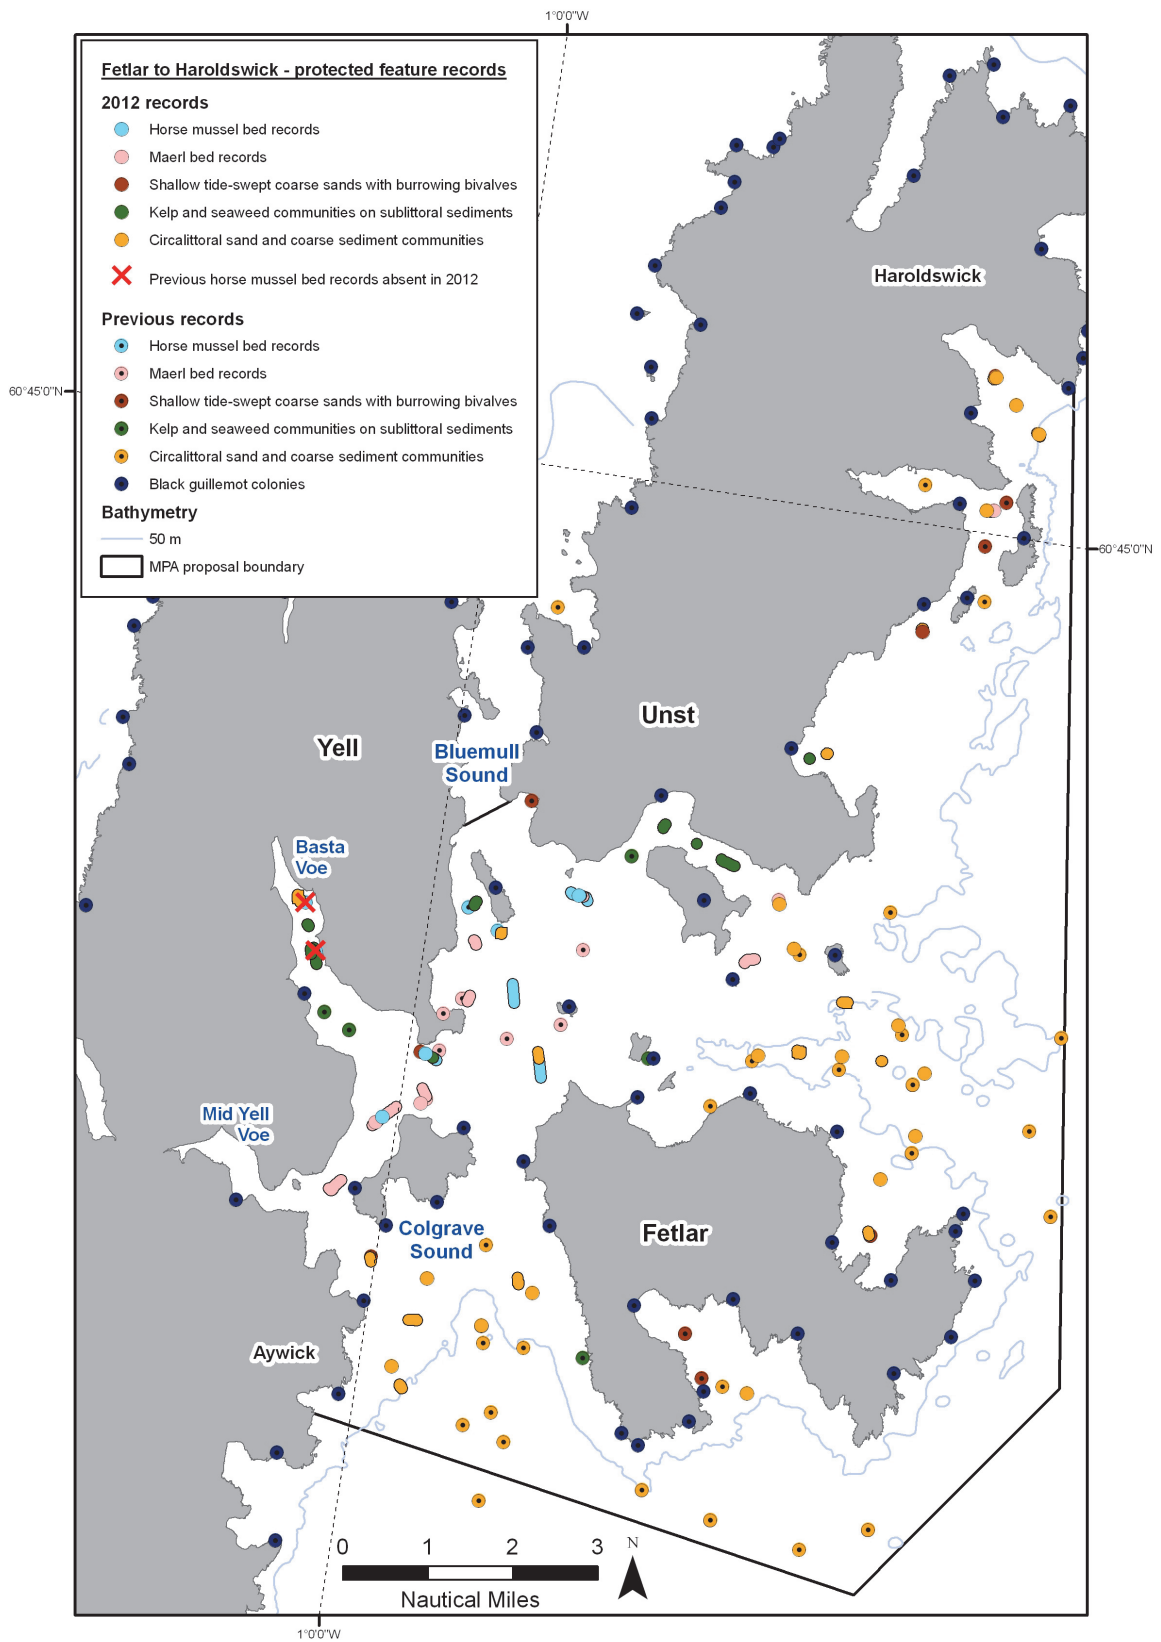 1°0'0"W
Fetlar to Haroldswick - protected feature records
2012 records
Horse mussel bed records
Maerl bed records
Shallow tide-swept coarse sands with burrowing bivalves
Kelp and seaweed communities on sublittoral sediments
Circalittoral sand and coarse sediment communities
Previous horse mussel bed records absent in 2012
Previous records
Horse mussel bed records
Maerl bed records
Shallow tide-swept coarse sands with burrowing bivalves
Kelp and seaweed communities on sublittoral sediments
Circalittoral sand and coarse sediment communities
Black guillemot colonies
Bathymetry
50 m
MPA proposal boundary
Haroldswick
60°45'0"N
60°45'0"N
Unst
Yell
Bluemull
Sound
Basta
Voe
Mid Yell
Voe
Colgrave
Sound
Fetlar
Aywick
0 1 2 3
N
Nautical Miles
1°0'0"W